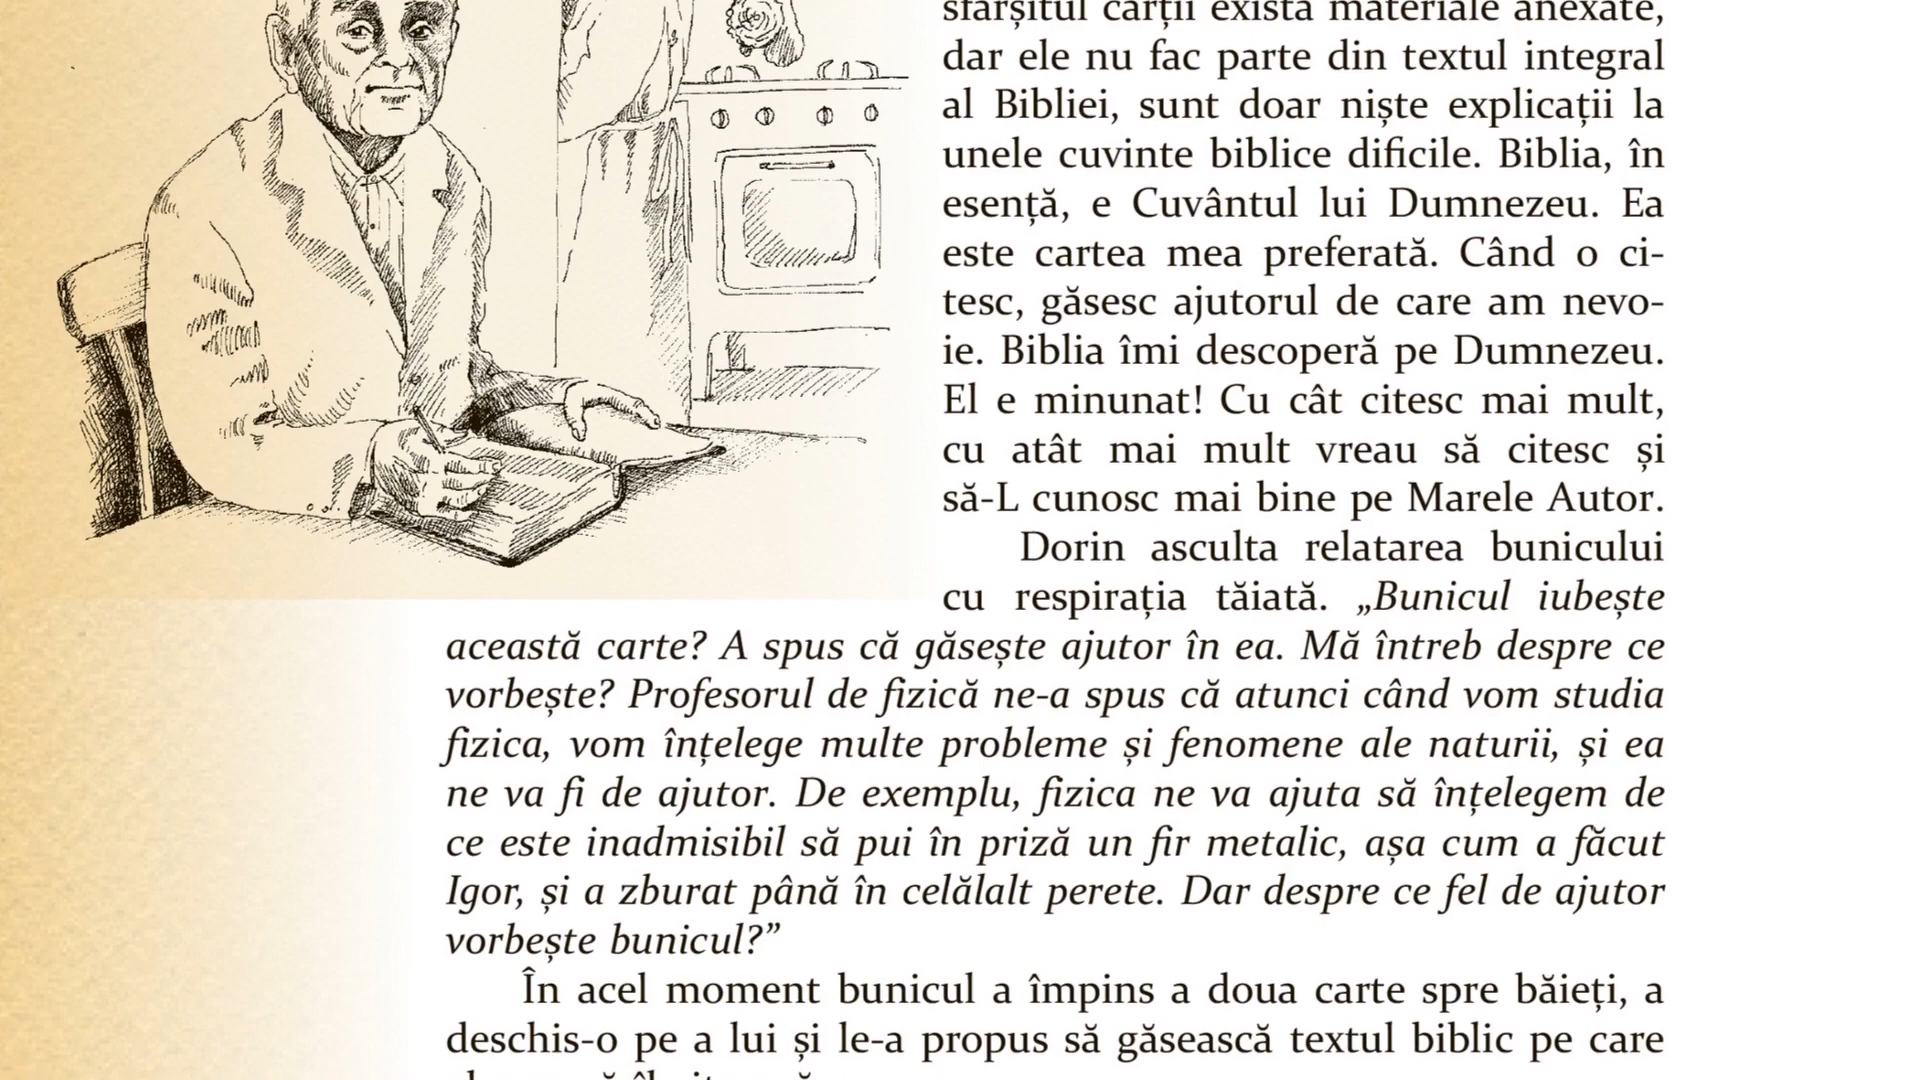 sfârșitul cărții există materiale anexate,
dar ele nu fac parte din textul integral
al Bibliei, sunt doar niște explicații la
unele cuvinte biblice dificile. Biblia, în
esență, e Cuvântul lui Dumnezeu. Ea
este cartea mea preferată. Când o ci-
tesc, găsesc ajutorul de care am nevo-
ie. Biblia îmi descoperă pe Dumnezeu.
El e minunat! Cu cât citesc mai mult,
cu atât mai mult vreau să citesc și
să-L cunosc mai bine pe Marele Autor.
Dorin asculta relatarea bunicului
cu respirația tăiată. „Bunicul iubește
această carte? A spus că găsește ajutor în ea. Mă întreb despre ce
vorbește? Profesorul de fizică ne-a spus că atunci când vom studia
fizica, vom înțelege multe probleme și fenomene ale naturii, și ea
ne va fi de ajutor. De exemplu, fizica ne va ajuta să înțelegem de
ce este inadmisibil să pui în priză un fir metalic, așa cum a făcut
Igor, și a zburat până în celălalt perete. Dar despre ce fel de ajutor
vorbește bunicul?”
În acel moment bunicul a împins a doua carte spre băieți, a
deschis-o pe a lui și le-a propus să găsească textul biblic pe care